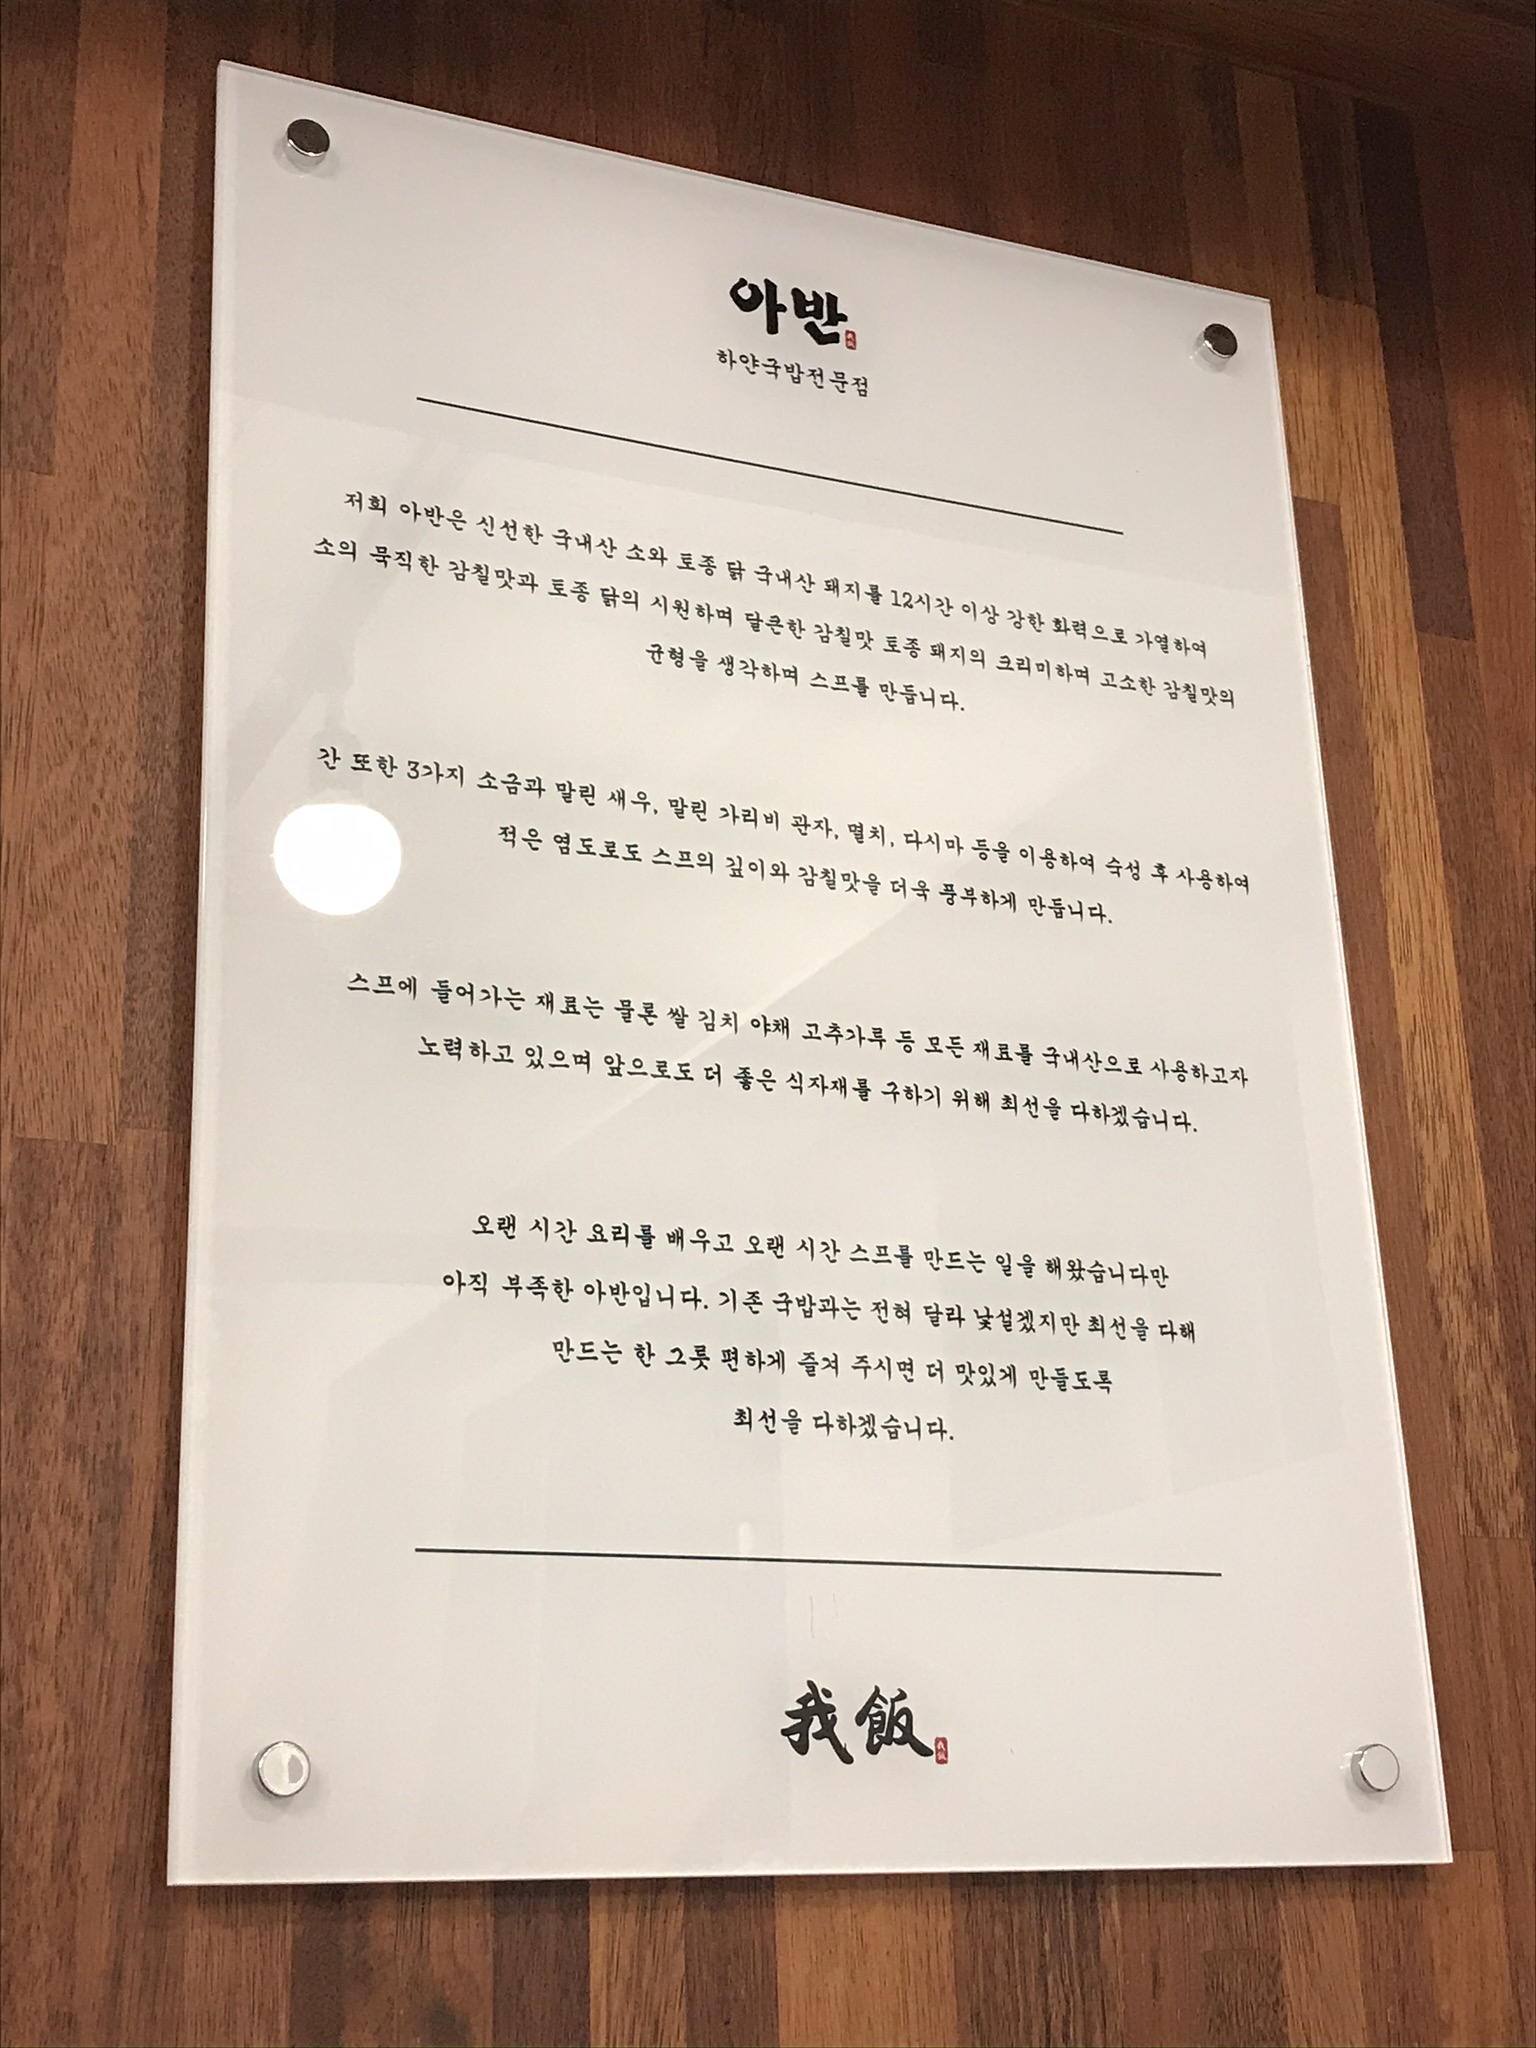 아반
我飯
하얀국밥전문점
저희 아반은 신선한 국내산 소와 토종 닭 국내산 돼지를 12시간 이상 강한 화력으로 가열하여
소의 묵직한 감칠맛과 토종 닭의 시원하며 달큰한 감칠맛 토종 돼지의 크리미하며 고소한 감칠맛의
균형을 생각하며 스프를 만듭니다.
간 또한 3가지 소금과 말린 새우, 말린 가리비 관자, 멸치, 다시마 등을 이용하여 숙성 후 사용하여
적은 염도로도 스프의 깊이와 감칠맛을 더욱 풍부하게 만듭니다.
스프에 들어가는 재료는 물론 쌀 김치 야채 고추가루 등 모든 재료를 국내산으로 사용하고자
노력하고 있으며 앞으로도 더 좋은 식자재를 구하기 위해 최선을 다하겠습니다.
오랜 시간 요리를 배우고 오랜 시간 스프를 만드는 일을 해왔습니다만
아직 부족한 아반입니다. 기존 국밥과는 전혀 달라 낯설겠지만 최선을 다해
만드는 한 그릇 편하게 즐겨 주시면 더 맛있게 만들도록
최선을 다하겠습니다.
我飯
我飯